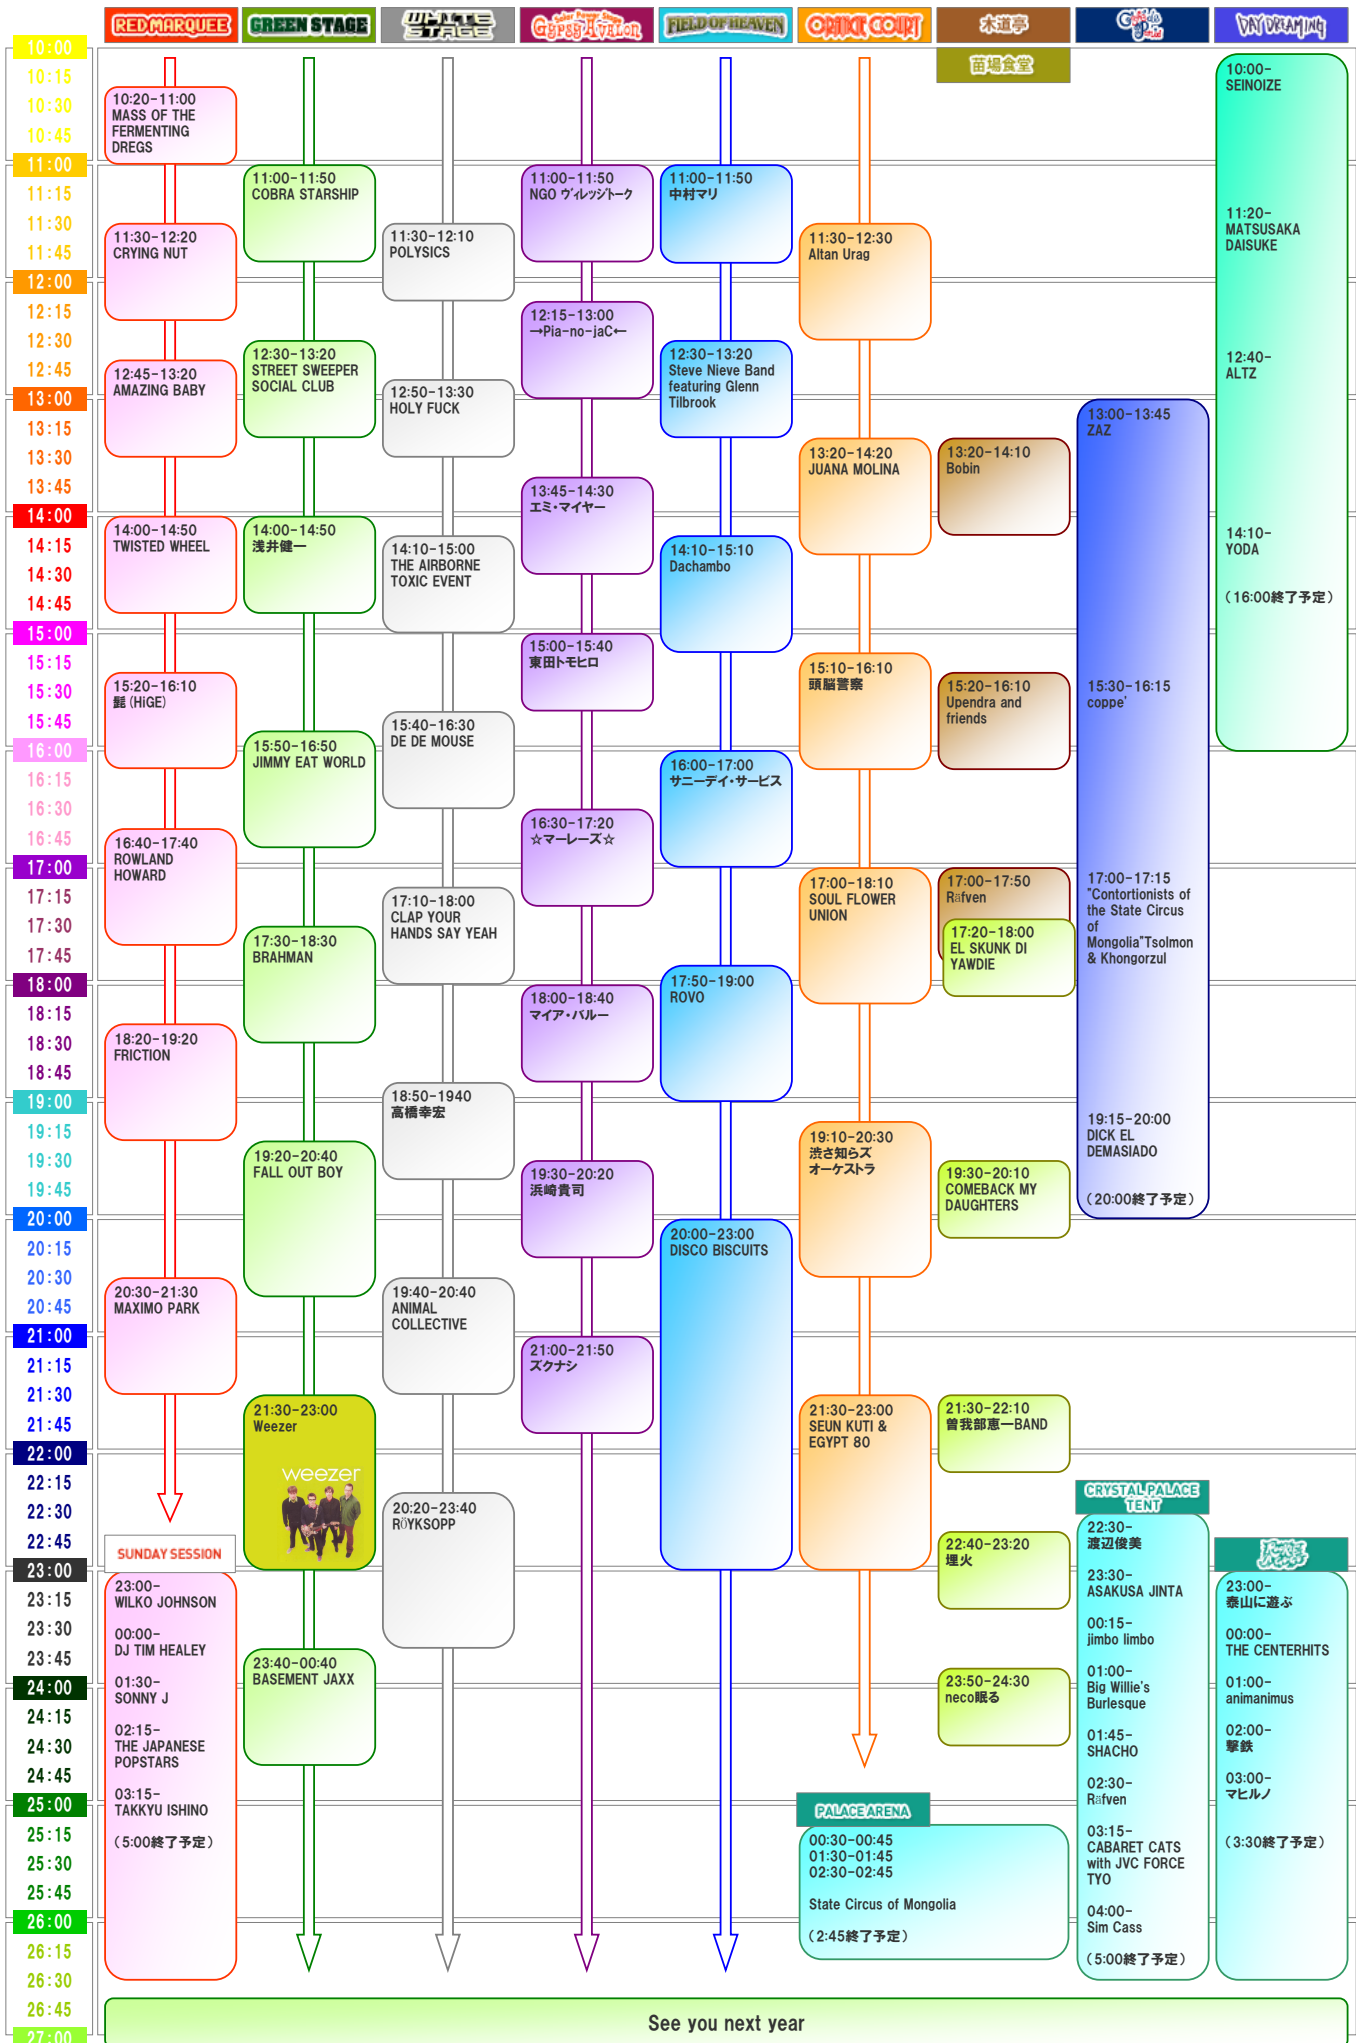 RED MARQUEE
GREEN STAGE
WHITE STAGE
Gypsy Avalon
FIELD OF HEAVEN
ORANGE COURT
木道亭
DAY DREAMING
苗場食堂
10:00
10:15
10:30
10:45
11:00
11:15
11:30
11:45
12:00
12:15
12:30
12:45
13:00
13:15
13:30
13:45
14:00
14:15
14:30
14:45
15:00
15:15
15:30
15:45
16:00
16:15
16:30
16:45
17:00
17:15
17:30
17:45
18:00
18:15
18:30
18:45
19:00
19:15
19:30
19:45
20:00
20:15
20:30
20:45
21:00
21:15
21:30
21:45
22:00
22:15
22:30
22:45
23:00
23:15
23:30
23:45
24:00
24:15
24:30
24:45
25:00
25:15
25:30
25:45
26:00
26:15
26:30
26:45
27:00
10:20-11:00
MASS OF THE
FERMENTING
DREGS
11:30-12:20
CRYING NUT
12:45-13:20
AMAZING BABY
14:00-14:50
TWISTED WHEEL
15:20-16:10
髭(HiGE)
16:40-17:40
ROWLAND
HOWARD
18:20-19:20
FRICTION
20:30-21:30
MAXIMO PARK
SUNDAY SESSION
23:00-
WILKO JOHNSON
00:00-
DJ TIM HEALEY
01:30-
SONNY J
02:15-
THE JAPANESE
POPSTARS
03:15-
TAKKYU ISHINO
(5:00終了予定)
11:00-11:50
COBRA STARSHIP
12:30-13:20
STREET SWEEPER
SOCIAL CLUB
14:00-14:50
浅井健一
15:50-16:50
JIMMY EAT WORLD
17:30-18:30
BRAHMAN
19:20-20:40
FALL OUT BOY
21:30-23:00
Weezer
weezer
23:40-00:40
BASEMENT JAXX
11:30-12:10
POLYSICS
12:50-13:30
HOLY FUCK
14:10-15:00
THE AIRBORNE
TOXIC EVENT
15:40-16:30
DE DE MOUSE
17:10-18:00
CLAP YOUR
HANDS SAY YEAH
18:50-1940
高橋幸宏
19:40-20:40
ANIMAL
COLLECTIVE
20:20-23:40
RÖYKSOPP
11:00-11:50
NGO ヴィレッジトーク
12:15-13:00
→Pia-no-jaC←
13:45-14:30
エミ・マイヤー
15:00-15:40
東田トモヒロ
16:30-17:20
☆マーレーズ☆
18:00-18:40
マイア・バルー
19:30-20:20
浜崎貴司
21:00-21:50
ズクナシ
11:00-11:50
中村マリ
12:30-13:20
Steve Nieve Band
featuring Glenn
Tilbrook
14:10-15:10
Dachambo
16:00-17:00
サニーデイ・サービス
17:50-19:00
ROVO
20:00-23:00
DISCO BISCUITS
11:30-12:30
Altan Urag
13:20-14:20
JUANA MOLINA
15:10-16:10
頭脳警察
17:00-18:10
SOUL FLOWER
UNION
19:10-20:30
渋さ知らズ
オーケストラ
21:30-23:00
SEUN KUTI &
EGYPT 80
PALACE ARENA
00:30-00:45
01:30-01:45
02:30-02:45
State Circus of Mongolia
(2:45終了予定)
13:20-14:10
Bobin
15:20-16:10
Upendra and
friends
17:00-17:50
Räfven
17:20-18:00
EL SKUNK DI
YAWDIE
19:30-20:10
COMEBACK MY
DAUGHTERS
21:30-22:10
曽我部恵一BAND
22:40-23:20
埋火
23:50-24:30
neco眠る
13:00-13:45
ZAZ
15:30-16:15
coppe'
17:00-17:15
"Contortionists of
the State Circus
of
Mongolia"Tsolmon
& Khongorzul
19:15-20:00
DICK EL
DEMASIADO
(20:00終了予定)
CRYSTAL PALACE
TENT
22:30-
渡辺俊美
23:30-
ASAKUSA JINTA
00:15-
jimbo limbo
01:00-
Big Willie's
Burlesque
01:45-
SHACHO
02:30-
Räfven
03:15-
CABARET CATS
with JVC FORCE
TYO
04:00-
Sim Cass
(5:00終了予定)
10:00-
SEINOIZE
11:20-
MATSUSAKA
DAISUKE
12:40-
ALTZ
14:10-
YODA
(16:00終了予定)
23:00-
泰山に遊ぶ
00:00-
THE CENTERHITS
01:00-
animanimus
02:00-
撃鉄
03:00-
マヒルノ
(3:30終了予定)
See you next year